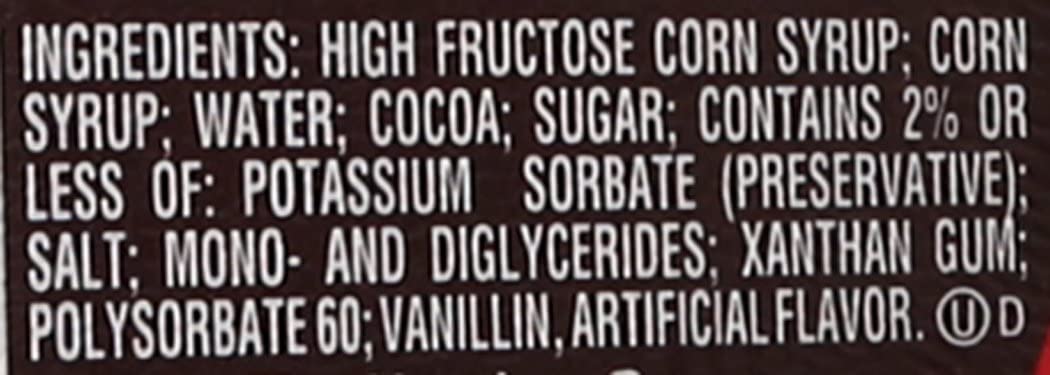 INGREDIENTS: HIGH FRUCTOSE CORN SYRUP; CORN
SYRUP; WATER; COCOA; SUGAR; CONTAINS 2% OR
LESS OF: POTASSIUM SORBATE (PRESERVATIVE);
SALT; MONO- AND DIGLYCERIDES; XANTHAN GUM;
POLYSORBATE 60; VANILLIN, ARTIFICIAL FLAVOR. Ⓤ D